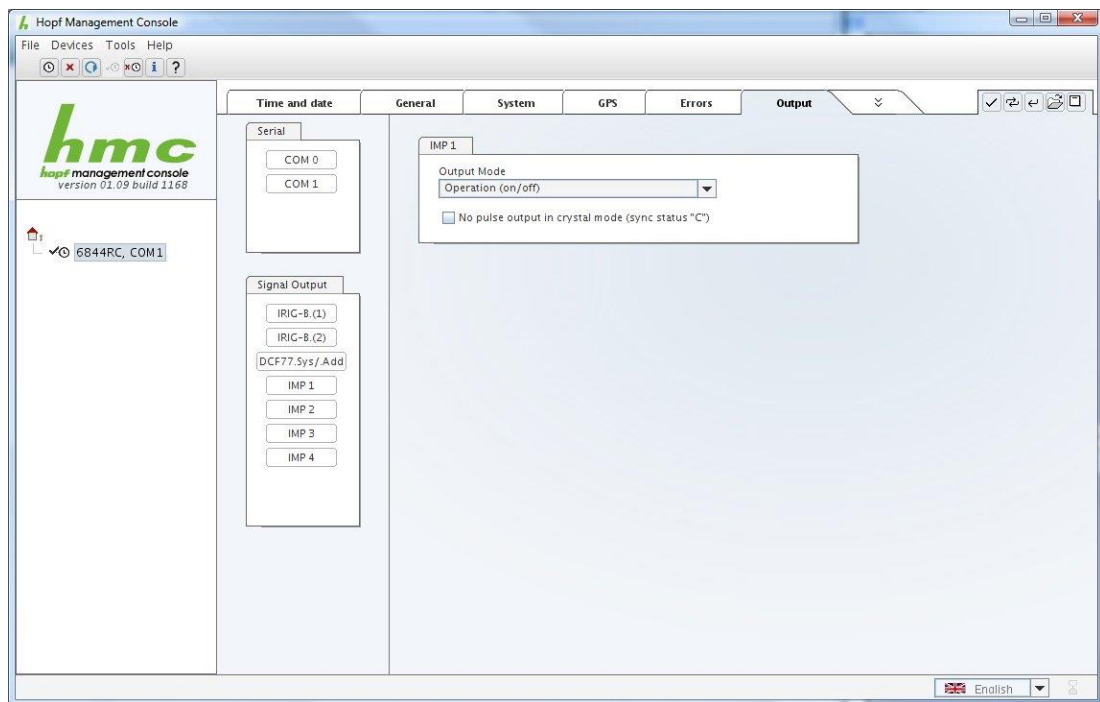 Hopf Management Console
File Devices Tools Help
i ?
hmc
hopf management console
version 01.09 build 1168
1
6844RC, COM1
Time and date General System GPS Errors Output
Serial
COM 0
COM 1
Signal Output
IRIG-B.(1)
IRIG-B.(2)
DCF77.Sys/.Add
IMP 1
IMP 2
IMP 3
IMP 4
IMP 1
Output Mode
Operation (on/off)
No pulse output in crystal mode (sync status "C")
English